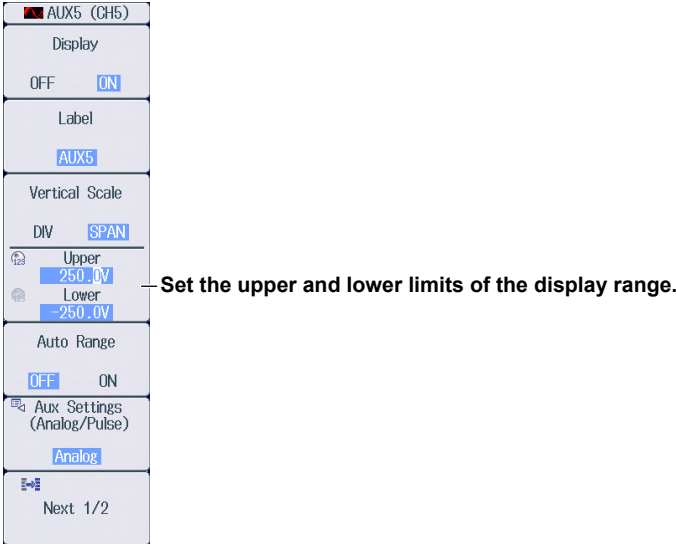 AUX5 (CH5)
Display
OFF ON
Label
AUX5
Vertical Scale
DIV SPAN
Upper
250.0V
Lower
-250.0V
Set the upper and lower limits of the display range.
Auto Range
OFF ON
Aux Settings
(Analog/Pulse)
Analog
Next 1/2